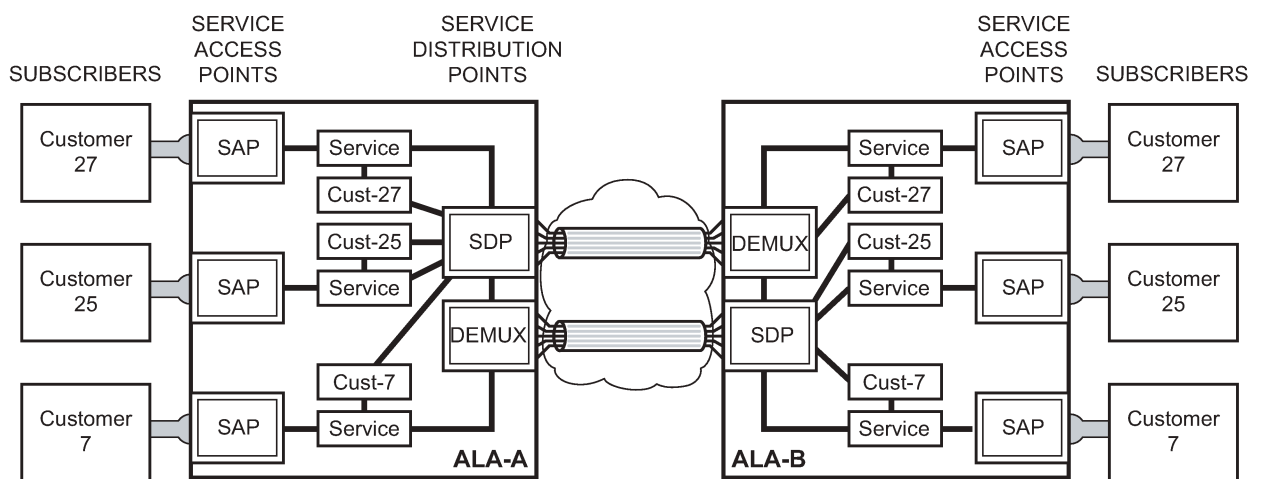 SERVICE ACCESS POINTS
SERVICE DISTRIBUTION POINTS
SERVICE ACCESS POINTS
SUBSCRIBERS
SUBSCRIBERS
Customer 27
SAP
Service
Cust-27
Service
Cust-27
SAP
Customer 27
Cust-25
SDP
DEMUX
Cust-25
Customer 25
SAP
Service
Service
SAP
Customer 25
DEMUX
SDP
Cust-7
Cust-7
Customer 7
SAP
Service
Service
SAP
Customer 7
ALA-A
ALA-B